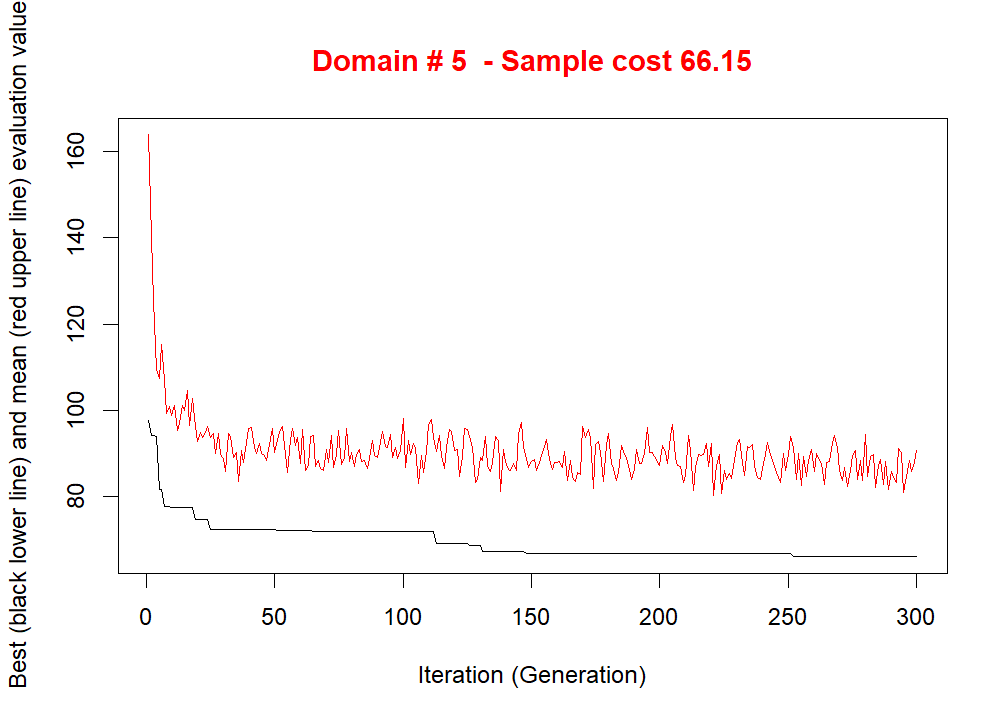 Domain # 5  - Sample cost 66.15
Best (black lower line) and mean (red upper line) evaluation value
160
140
120
100
80
0 50 100 150 200 250 300
Iteration (Generation)